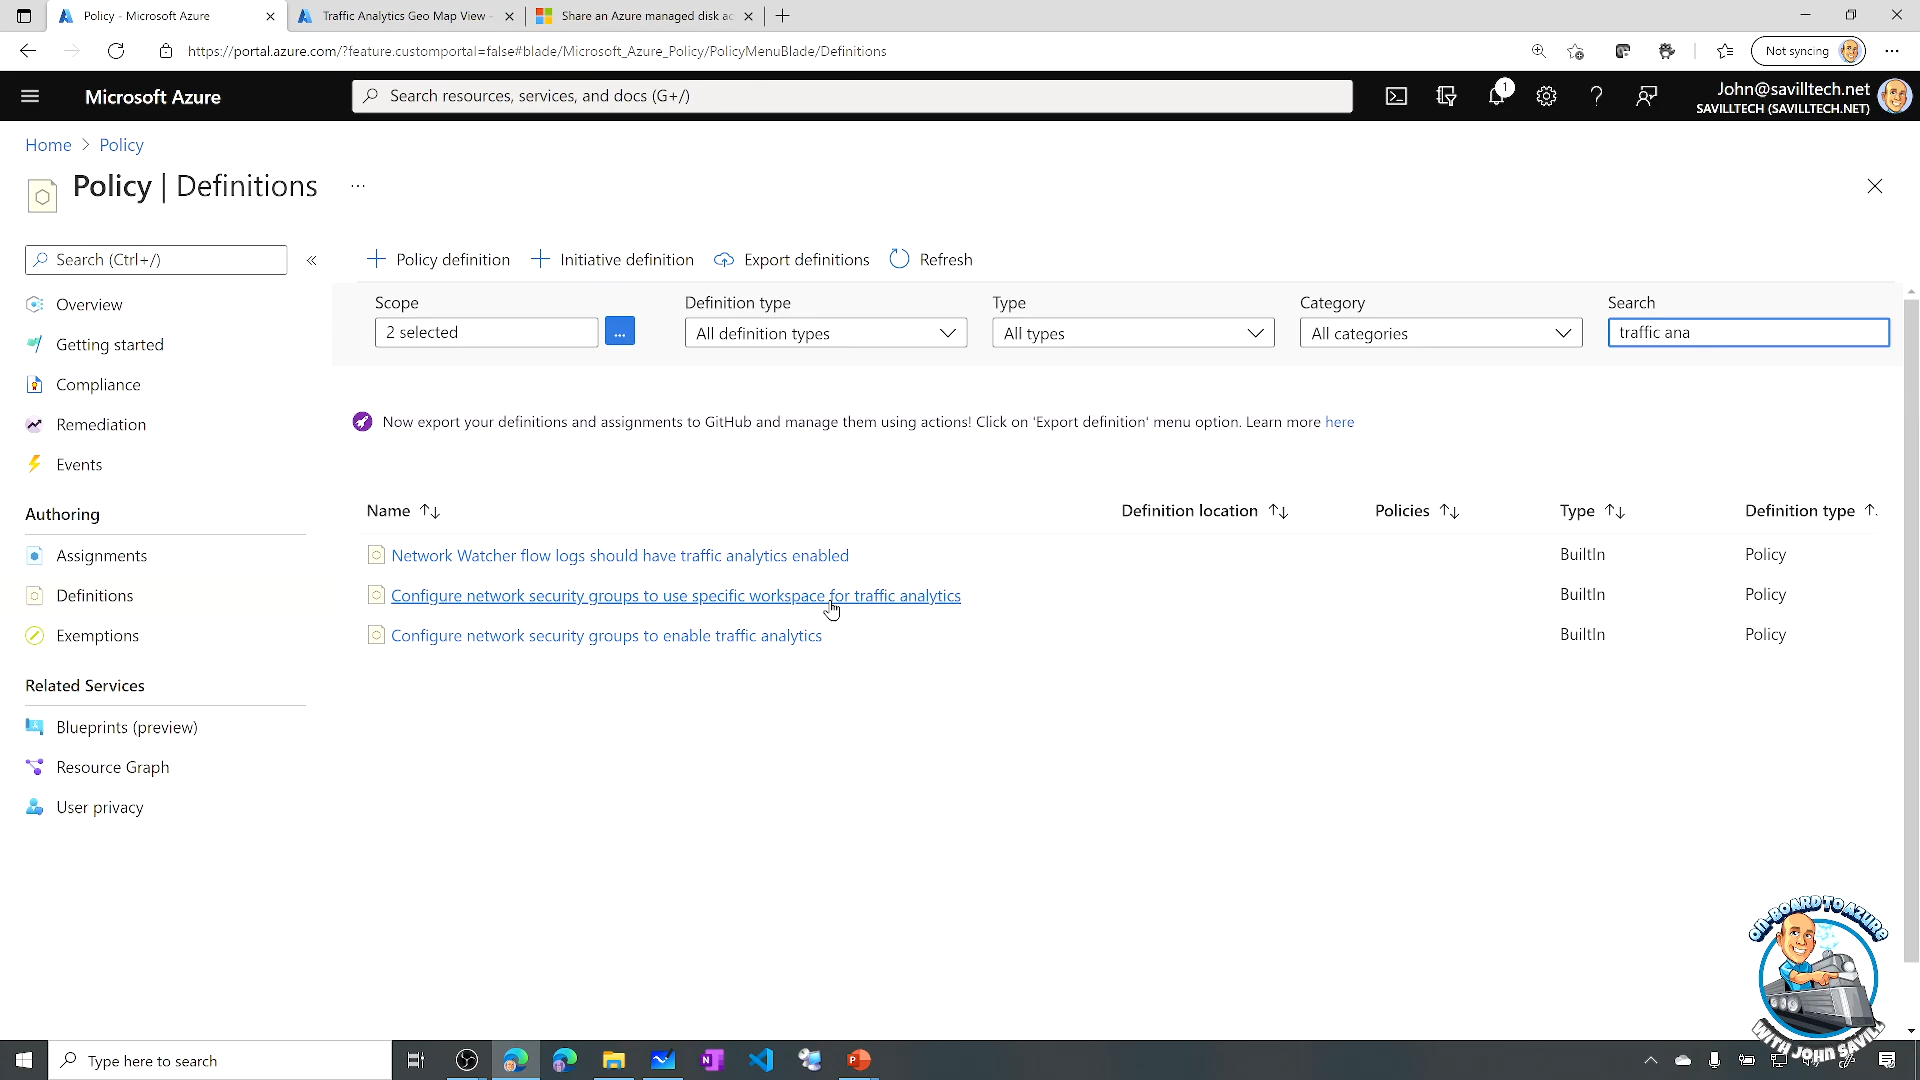 Policy - Microsoft Azure
Traffic Analytics Geo Map View -
Share an Azure managed disk ac
https://portal.azure.com/?feature.customportal=false#blade/Microsoft_Azure_Policy/PolicyMenuBlade/Definitions
Not syncing
Microsoft Azure
Search resources, services, and docs (G+/)
1
John@savilltech.net
SAVILLTECH (SAVILLTECH.NET)
Home > Policy
Policy | Definitions ...
Search (Ctrl+/)
«
Policy definition
Initiative definition
Export definitions
Refresh
Overview
Getting started
Compliance
Remediation
Events
Authoring
Assignments
Definitions
Exemptions
Related Services
Blueprints (preview)
Resource Graph
User privacy
Scope
2 selected
...
Definition type
All definition types
Type
All types
Category
All categories
Search
traffic ana
Now export your definitions and assignments to GitHub and manage them using actions! Click on 'Export definition' menu option. Learn more here
Name ↑↓ Definition location ↑↓ Policies ↑↓ Type ↑↓ Definition type ↑
Network Watcher flow logs should have traffic analytics enabled BuiltIn Policy
Configure network security groups to use specific workspace for traffic analytics BuiltIn Policy
Configure network security groups to enable traffic analytics BuiltIn Policy
ON-BOARD TO AZURE
WITH JOHN SAVILL
Type here to search